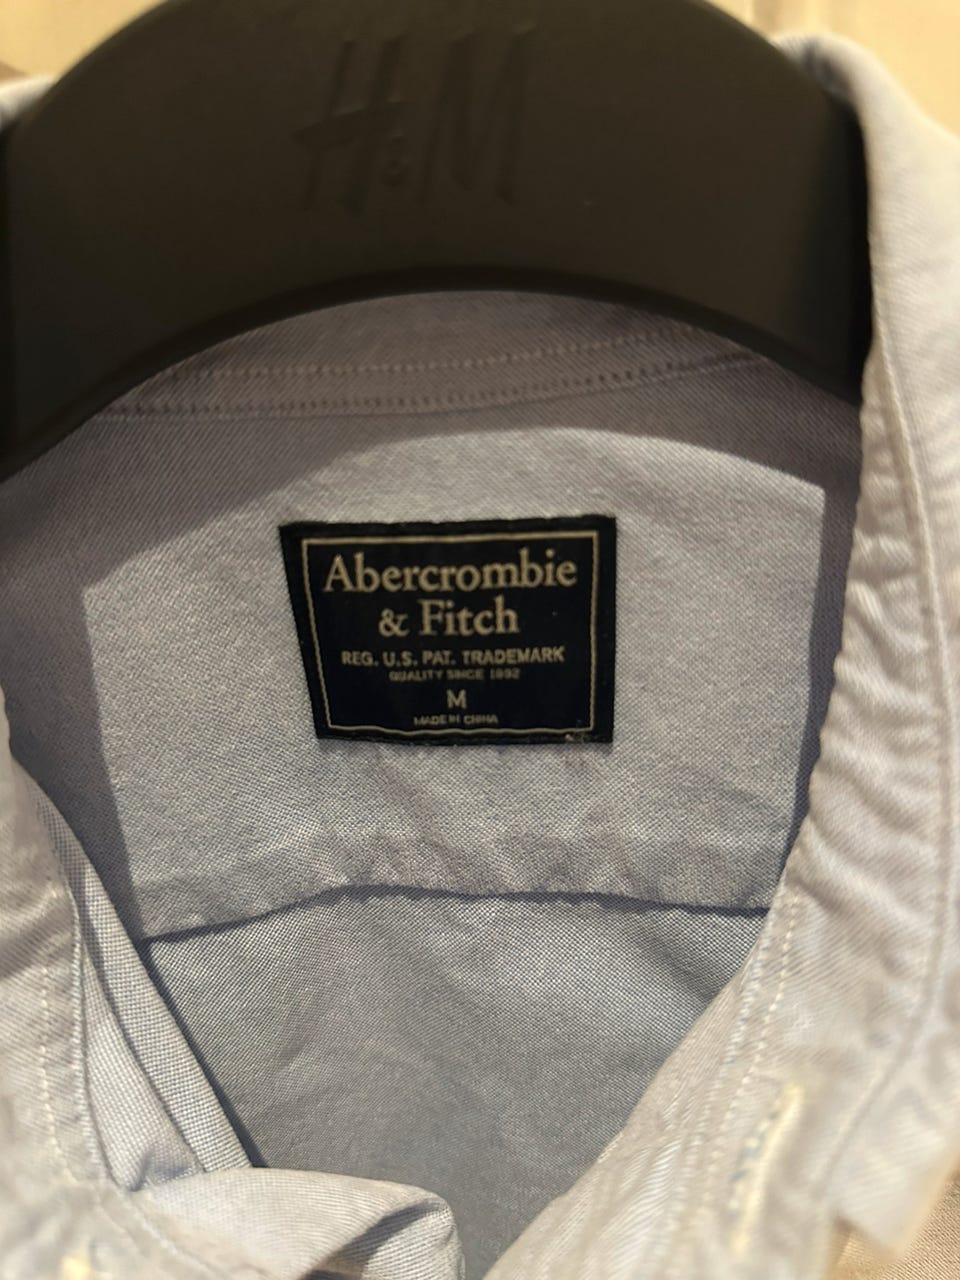 H&M
Abercrombie
& Fitch
REG. U.S. PAT. TRADEMARK
QUALITY SINCE 1892
M
MADE IN CHINA